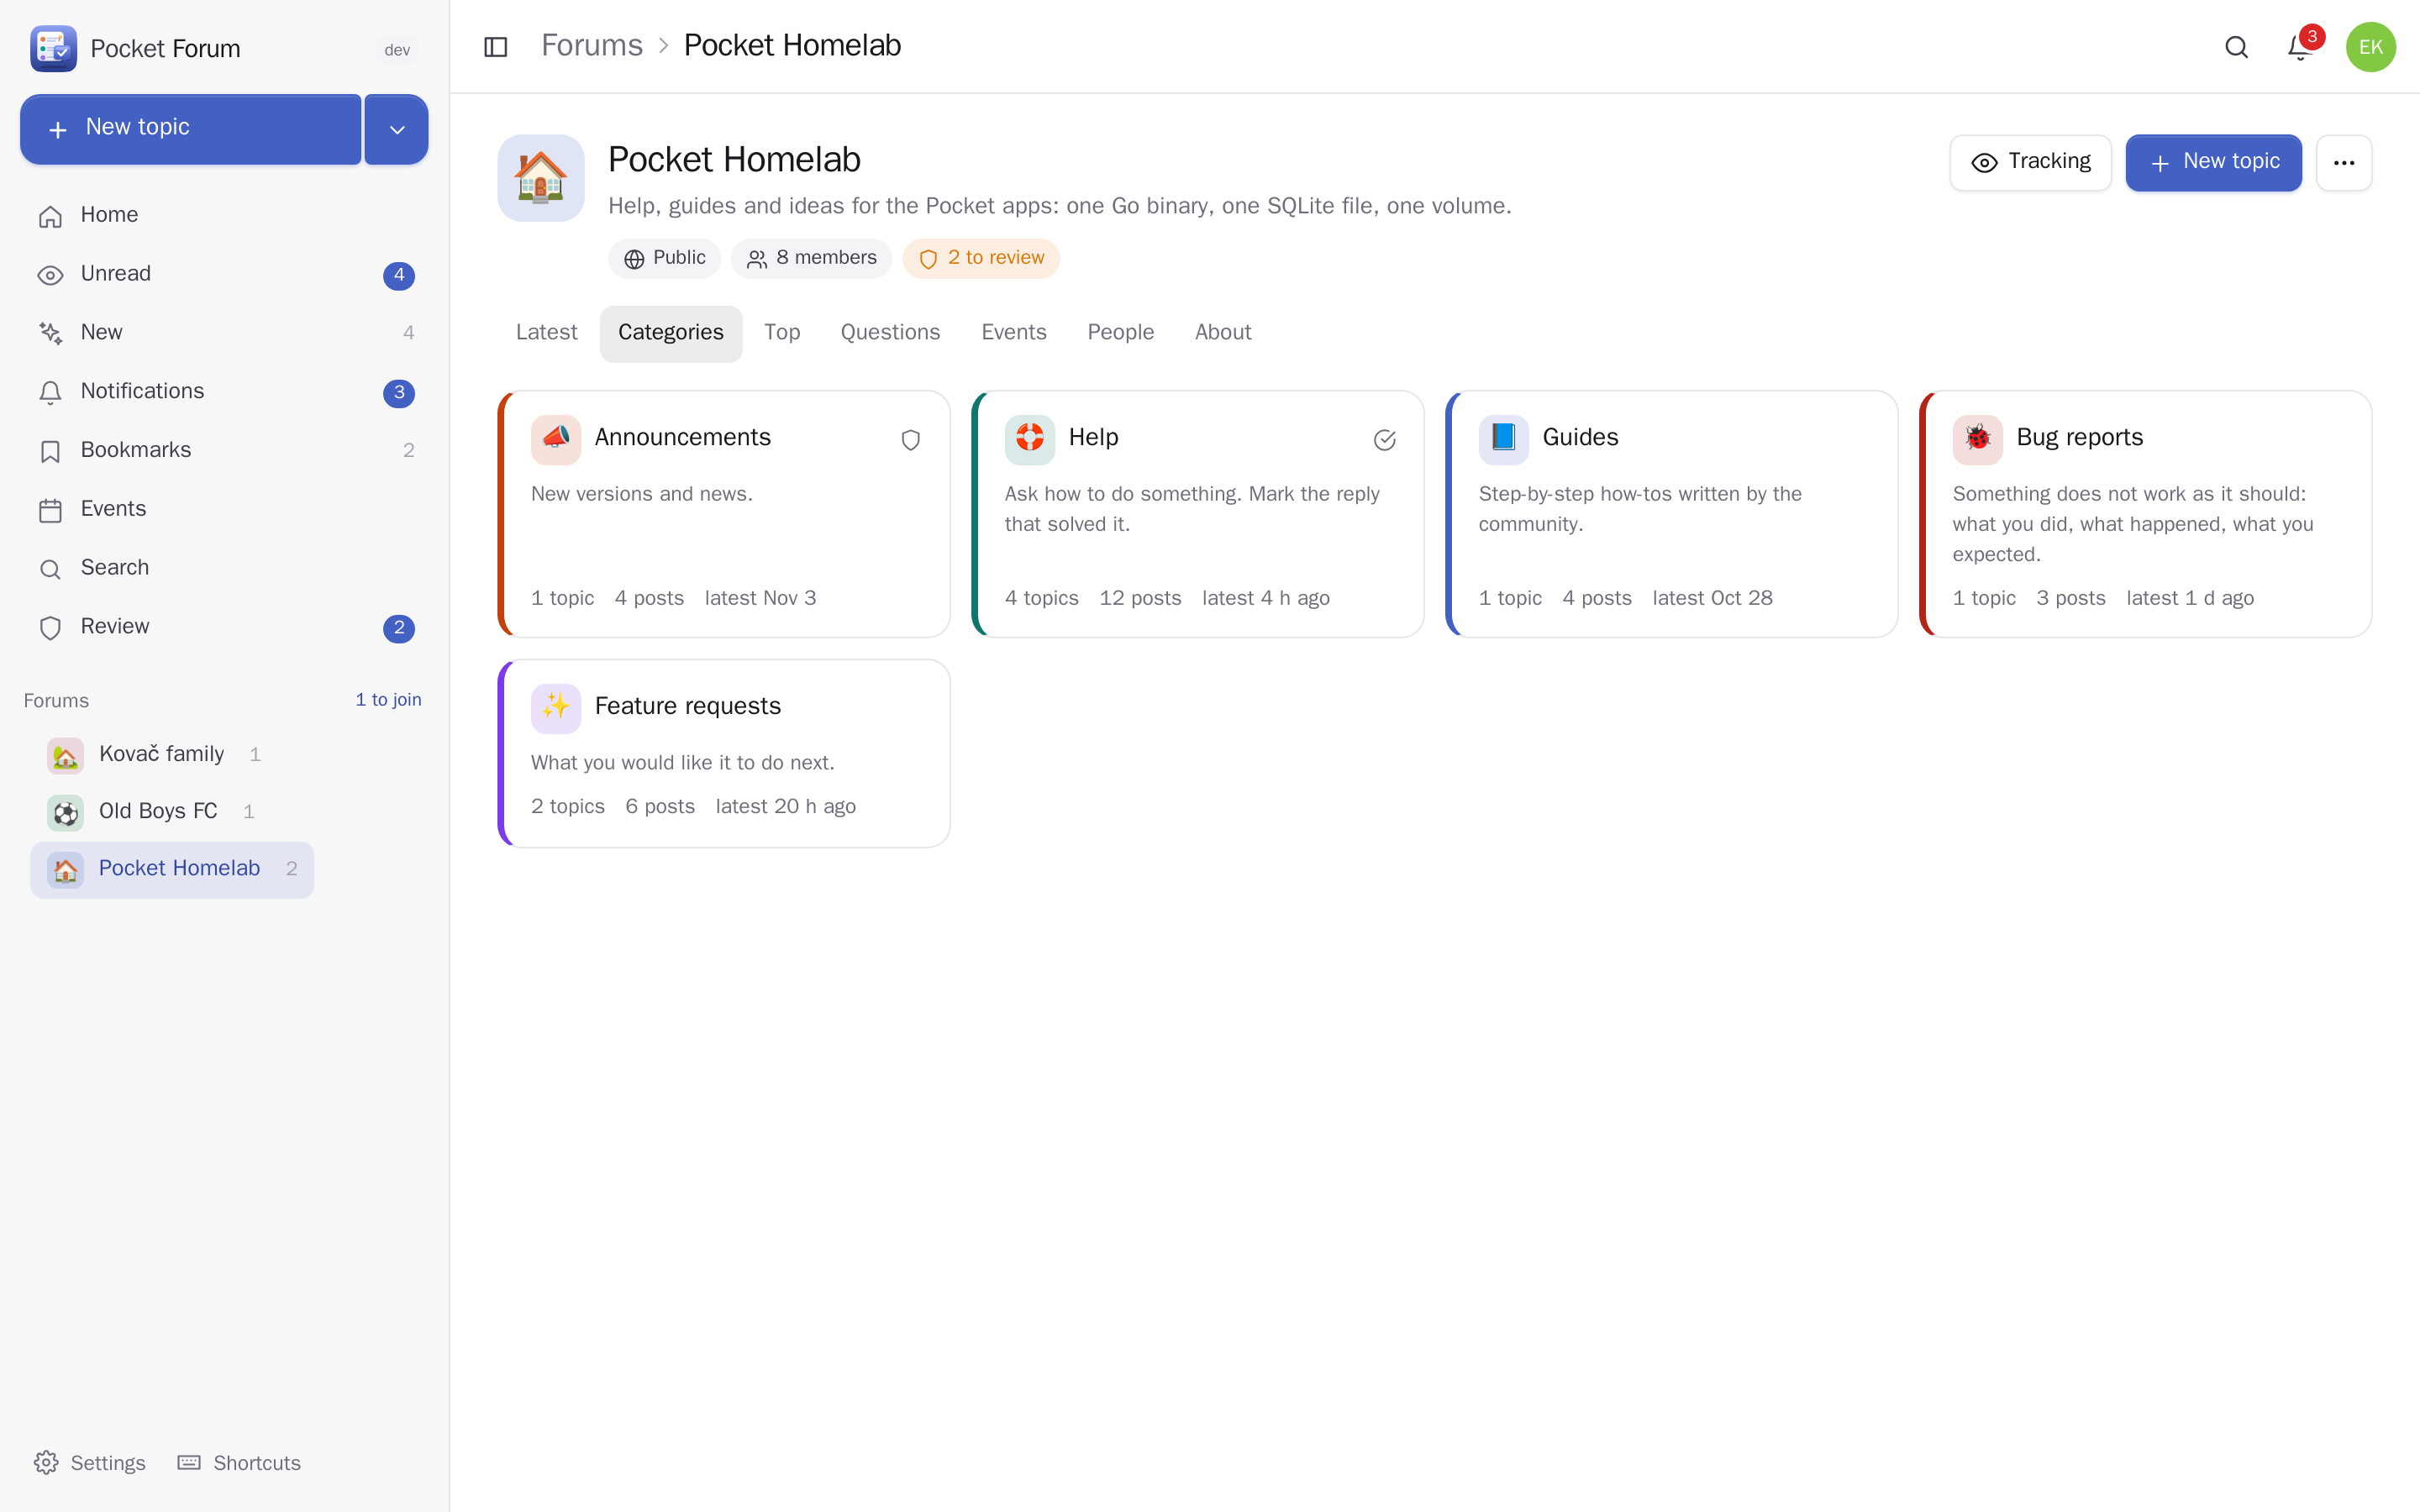 Pocket Forum
dev
New topic
Home
Unread 4
New 4
Notifications 3
Bookmarks 2
Events
Search
Review 2
Forums 1 to join
Kovač family 1
Old Boys FC 1
Pocket Homelab 2
Settings Shortcuts
Forums > Pocket Homelab
3
EK
Pocket Homelab
Help, guides and ideas for the Pocket apps: one Go binary, one SQLite file, one volume.
Public 8 members 2 to review
Tracking New topic
Latest Categories Top Questions Events People About
Announcements
New versions and news.
1 topic 4 posts latest Nov 3
Help
Ask how to do something. Mark the reply
that solved it.
4 topics 12 posts latest 4 h ago
Guides
Step-by-step how-tos written by the
community.
1 topic 4 posts latest Oct 28
Bug reports
Something does not work as it should:
what you did, what happened, what you
expected.
1 topic 3 posts latest 1 d ago
Feature requests
What you would like it to do next.
2 topics 6 posts latest 20 h ago